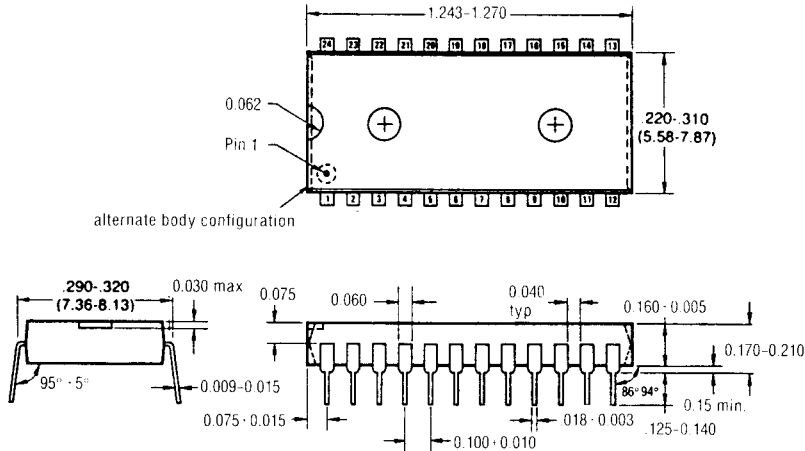 1.243-1.270
24 23 22 21 20 19 18 17 16 15 14 13
0.062
Pin 1
.220-.310
(5.58-7.87)
1 2 3 4 5 6 7 8 9 10 11 12
alternate body configuration
.290-.320
(7.36-8.13)
0.030 max
0.075
0.060
0.040
typ
0.160 · 0.005
0.170-0.210
95° · 5°
0.009-0.015
86°94°
0.15 min.
0.075 · 0.015
.018 · 0.003
.125-0.140
0.100 + 0.010